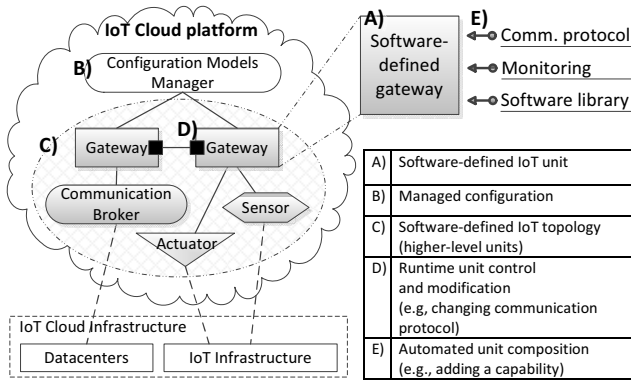 IoT Cloud platform
B)
Configuration Models
Manager
C)
D)
Gateway
Gateway
Communication
Broker
Sensor
Actuator
IoT Cloud Infrastructure
Datacenters
IoT Infrastructure
A)
Software-
defined
gateway
E)
Comm. protocol
Monitoring
Software library
A) Software-defined IoT unit
B) Managed configuration
C) Software-defined IoT topology
(higher-level units)
D) Runtime unit control
and modification
(e.g, changing communication
protocol)
E) Automated unit composition
(e.g., adding a capability)